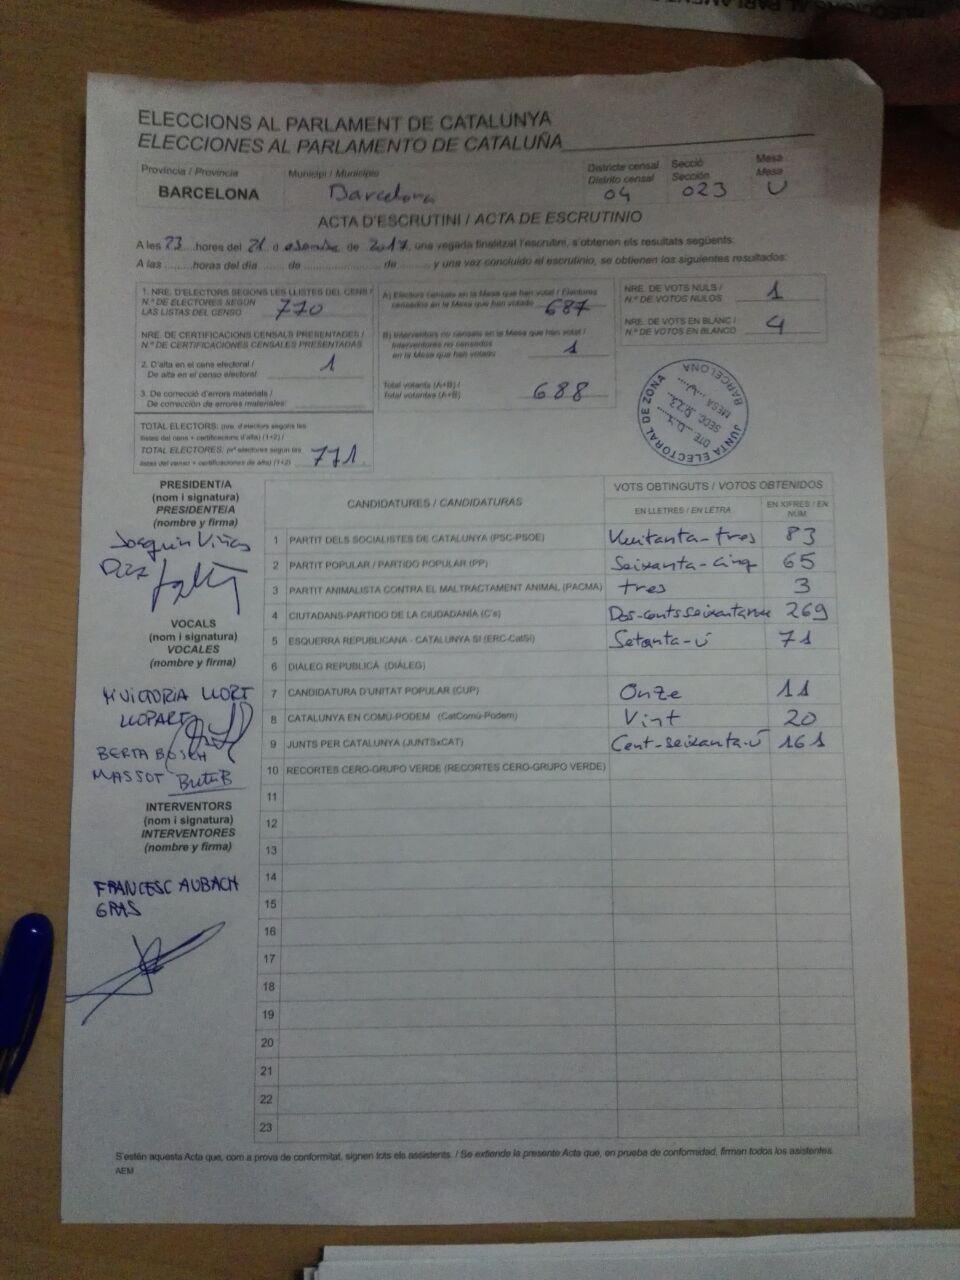 ELECCIONS AL PARLAMENT DE CATALUNYA
ELECCIONES AL PARLAMENTO DE CATALUÑA
Província / Provincia
BARCELONA
Municipi / Municipio
Barcelona
Districte censal
Distrito censal
04
Secció
Sección
023
Mesa
Mesa
U
ACTA D'ESCRUTINI / ACTA DE ESCRUTINIO
A les 23 hores del 21 d desembre de 2017, una vegada finalitzat l'escrutini, s'obtenen els resultats següents:
A las ........ horas del día ........ de ........ de ........ y una vez concluido el escrutinio, se obtienen los siguientes resultados:
1. NRE. D'ELECTORS SEGONS LES LLISTES DEL CENS /
N.º DE ELECTORES SEGÚN
LAS LISTAS DEL CENSO 770
NRE. DE CERTIFICACIONS CENSALS PRESENTADES /
N.º DE CERTIFICACIONES CENSALES PRESENTADAS
2. D'alta en el cens electoral /
De alta en el censo electoral: 1
3. De correcció d'errors materials /
De corrección de errores materiales:
TOTAL ELECTORS: (nre. d'electors segons les
llistes del cens + certificacions d'alta) (1+2) /
TOTAL ELECTORES: (nº electores según las
listas del censo + certificaciones de alta) (1+2) 771
A) Electors censats en la Mesa que han votat / Electores
censados en la Mesa que han votado 687
B) Interventors no censats en la Mesa que han votat /
Interventores no censados
en la Mesa que han votado 1
Total votants (A+B) /
Total votantes (A+B) 688
NRE. DE VOTS NULS /
N.º DE VOTOS NULOS 1
NRE. DE VOTS EN BLANC /
N.º DE VOTOS EN BLANCO 4
JUNTA ELECTORAL DE ZONA
BARCELONA
DTE. 04
SECC. 023
MESA U
PRESIDENT/A
(nom i signatura)
PRESIDENTE/A
(nombre y firma)
Joaquin Viñas
Diza
VOCALS
(nom i signatura)
VOCALES
(nombre y firma)
M VICTORIA LLORT
LLOPART
BERTA BOSCH
MASSOT BertaB
INTERVENTORS
(nom i signatura)
INTERVENTORES
(nombre y firma)
FRANCESC AUBACH
GRAS
CANDIDATURES / CANDIDATURAS
VOTS OBTINGUTS / VOTOS OBTENIDOS
EN LLETRES / EN LETRA
EN XIFRES / EN
NÚM.
1 PARTIT DELS SOCIALISTES DE CATALUNYA (PSC-PSOE) Vuitanta-tres 83
2 PARTIT POPULAR / PARTIDO POPULAR (PP) Seixanta-cinq 65
3 PARTIT ANIMALISTA CONTRA EL MALTRACTAMENT ANIMAL (PACMA) tres 3
4 CIUTADANS-PARTIDO DE LA CIUDADANÍA (C's) Dos-cents seixanta nou 269
5 ESQUERRA REPUBLICANA - CATALUNYA SÍ (ERC-CatSí) Setanta-ú 71
6 DIÀLEG REPUBLICÀ (DIÀLEG)
7 CANDIDATURA D'UNITAT POPULAR (CUP) Onze 11
8 CATALUNYA EN COMÚ-PODEM (CatComú-Podem) Vint 20
9 JUNTS PER CATALUNYA (JUNTSxCAT) Cent-seixanta-ú 161
10 RECORTES CERO-GRUPO VERDE (RECORTES CERO-GRUPO VERDE)
11
12
13
14
15
16
17
18
19
20
21
22
23
S'estén aquesta Acta que, com a prova de conformitat, signen tots els assistents. / Se extiende la presente Acta que, en prueba de conformidad, firman todos los asistentes.
AEM